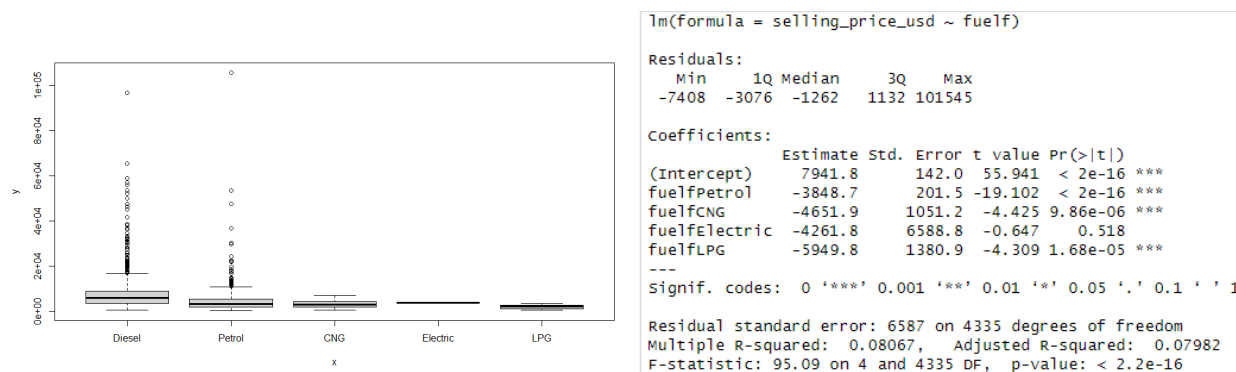 1e+05
8e+04
6e+04
4e+04
2e+04
0e+00
y
Diesel Petrol CNG Electric LPG
x
lm(formula = selling_price_usd ~ fuelf)
Residuals:
Min 1Q Median 3Q Max
-7408 -3076 -1262 1132 101545
Coefficients:
Estimate Std. Error t value Pr(>|t|)
(Intercept) 7941.8 142.0 55.941 < 2e-16 ***
fuelfPetrol -3848.7 201.5 -19.102 < 2e-16 ***
fuelfCNG -4651.9 1051.2 -4.425 9.86e-06 ***
fuelfElectric -4261.8 6588.8 -0.647 0.518
fuelfLPG -5949.8 1380.9 -4.309 1.68e-05 ***
---
Signif. codes: 0 ‘***’ 0.001 ‘**’ 0.01 ‘*’ 0.05 ‘.’ 0.1 ‘ ’ 1
Residual standard error: 6587 on 4335 degrees of freedom
Multiple R-squared: 0.08067, Adjusted R-squared: 0.07982
F-statistic: 95.09 on 4 and 4335 DF, p-value: < 2.2e-16